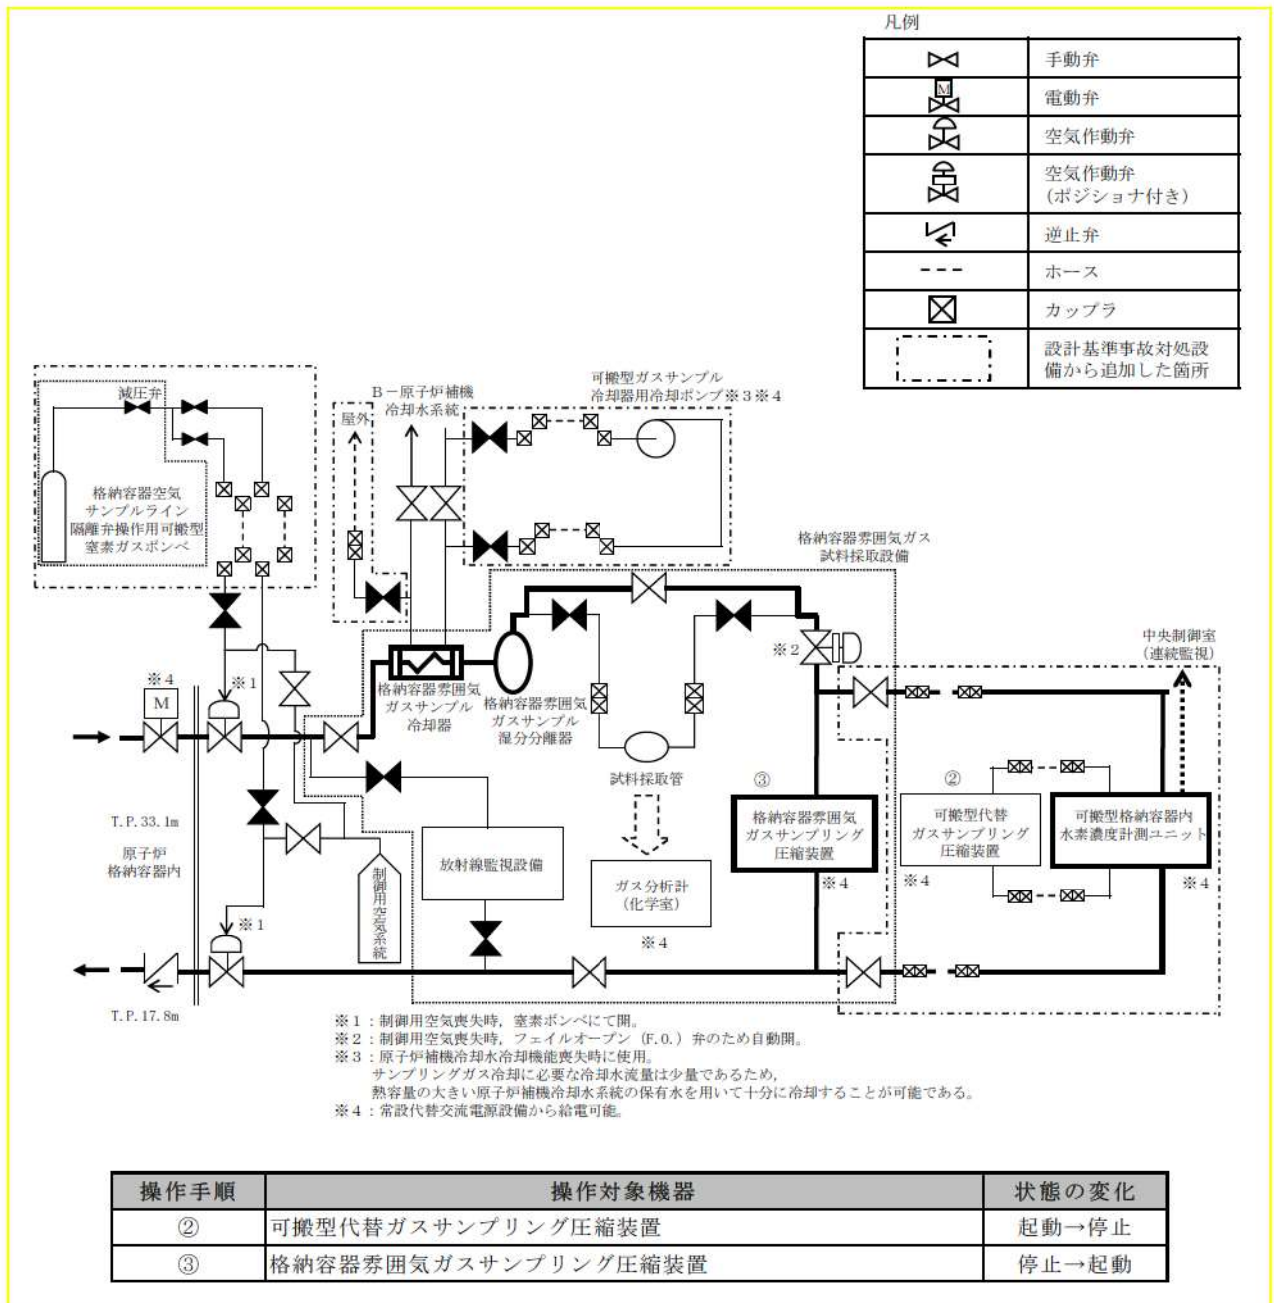 凡例
手動弁
M
電動弁
空気作動弁
空気作動弁
(ポジショナ付き)
逆止弁
ホース
カップラ
設計基準事故対処設
備から追加した箇所
減圧弁
格納容器空気
サンプルライン
隔離弁操作用可搬型
窒素ガスボンベ
屋外
B－原子炉補機
冷却水系統
可搬型ガスサンプル
冷却器用冷却ポンプ※3※4
格納容器雰囲気ガス
試料採取設備
※2
中央制御室
(連続監視)
※4
M
※1
格納容器雰囲気
ガスサンプル
冷却器
格納容器雰囲気
ガスサンプル
湿分分離器
試料採取管
③
格納容器雰囲気
ガスサンプリング
圧縮装置
※4
②
可搬型代替
ガスサンプリング
圧縮装置
※4
可搬型格納容器内
水素濃度計測ユニット
※4
T.P.33.1m
原子炉
格納容器内
放射線監視設備
ガス分析計
(化学室)
※4
制御用空気系統
※1
T.P.17.8m
※1：制御用空気喪失時，窒素ボンベにて開。
※2：制御用空気喪失時，フェイルオープン（F.O.）弁のため自動開。
※3：原子炉補機冷却水冷却機能喪失時に使用。
サンプリングガス冷却に必要な冷却水流量は少量であるため，
熱容量の大きい原子炉補機冷却水系統の保有水を用いて十分に冷却することが可能である。
※4：常設代替交流電源設備から給電可能。
操作手順 操作対象機器 状態の変化
② 可搬型代替ガスサンプリング圧縮装置 起動→停止
③ 格納容器雰囲気ガスサンプリング圧縮装置 停止→起動